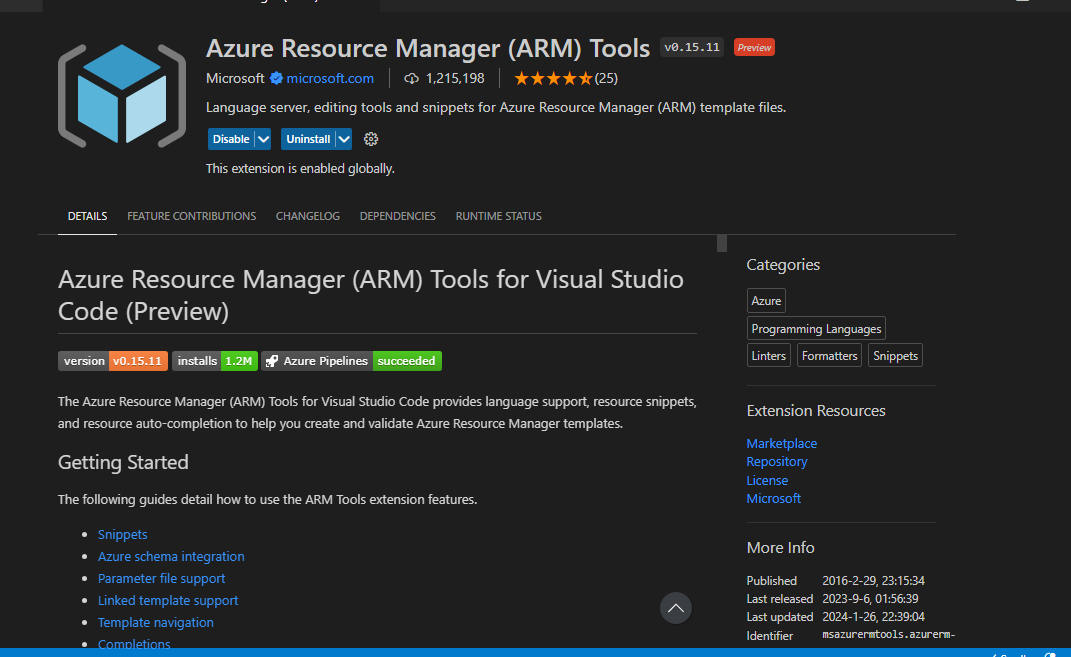 Azure Resource Manager (ARM) Tools v0.15.11 Preview
Microsoft microsoft.com 1,215,198 (25)
Language server, editing tools and snippets for Azure Resource Manager (ARM) template files.
Disable Uninstall
This extension is enabled globally.
DETAILS FEATURE CONTRIBUTIONS CHANGELOG DEPENDENCIES RUNTIME STATUS
Azure Resource Manager (ARM) Tools for Visual Studio
Code (Preview)
version v0.15.11 installs 1.2M Azure Pipelines succeeded
The Azure Resource Manager (ARM) Tools for Visual Studio Code provides language support, resource snippets,
and resource auto-completion to help you create and validate Azure Resource Manager templates.
Getting Started
The following guides detail how to use the ARM Tools extension features.
Snippets
Azure schema integration
Parameter file support
Linked template support
Template navigation
Completions
Categories
Azure
Programming Languages
Linters Formatters Snippets
Extension Resources
Marketplace
Repository
License
Microsoft
More Info
Published 2016-2-29, 23:15:34
Last released 2023-9-6, 01:56:39
Last updated 2024-1-26, 22:39:04
Identifier msazurermtools.azurerm-